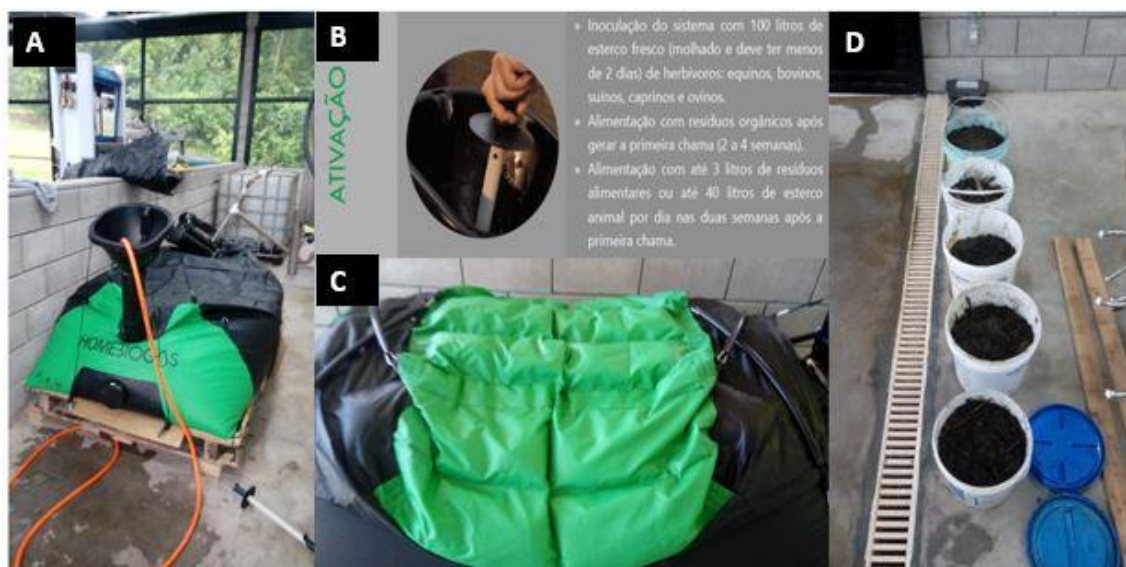 A
HOMEBIOGAS
B
ATIVAÇÃO
» Inoculação do sistema com 100 litros de
esterco fresco (molhado e deve ter menos
de 2 dias) de herbívoros: equinos, bovinos,
suínos, caprinos e ovinos.
» Alimentação com resíduos orgânicos após
gerar a primeira chama (2 a 4 semanas).
» Alimentação com até 3 litros de resíduos
alimentares ou até 40 litros de esterco
animal por dia nas duas semanas após a
primeira chama.
C
D